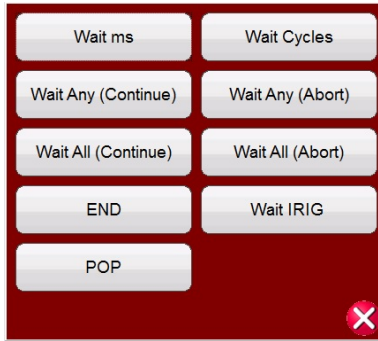 Wait ms
Wait Cycles
Wait Any (Continue)
Wait Any (Abort)
Wait All (Continue)
Wait All (Abort)
END
Wait IRIG
POP